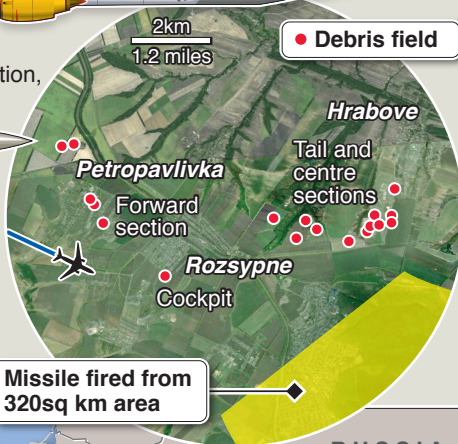 2km
1.2 miles
Debris field
tion,
Hrabove
Petropavlivka
Tail and
centre
sections
Forward
section
Rozsypne
Cockpit
Missile fired from
320sq km area
RUSSIA